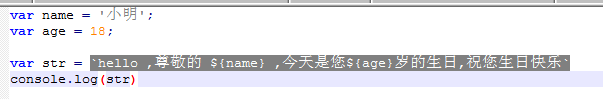 var name = '小明';
var age = 18;
var str = `hello ,尊敬的 ${name} ,今天是您${age}岁的生日,祝您生日快乐`
console.log(str)